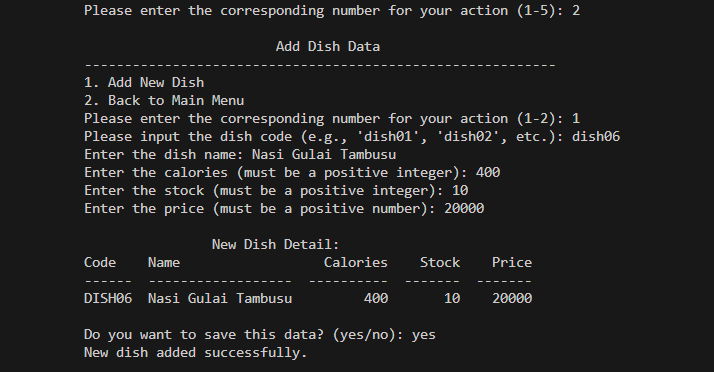 Please enter the corresponding number for your action (1-5): 2
Add Dish Data
-----------------------------------------------------------
1. Add New Dish
2. Back to Main Menu
Please enter the corresponding number for your action (1-2): 1
Please input the dish code (e.g., 'dish01', 'dish02', etc.): dish06
Enter the dish name: Nasi Gulai Tambusu
Enter the calories (must be a positive integer): 400
Enter the stock (must be a positive integer): 10
Enter the price (must be a positive number): 20000
New Dish Detail:
Code    Name                  Calories    Stock    Price
------  ------------------  ----------  -------  -------
DISH06  Nasi Gulai Tambusu         400       10    20000
Do you want to save this data? (yes/no): yes
New dish added successfully.